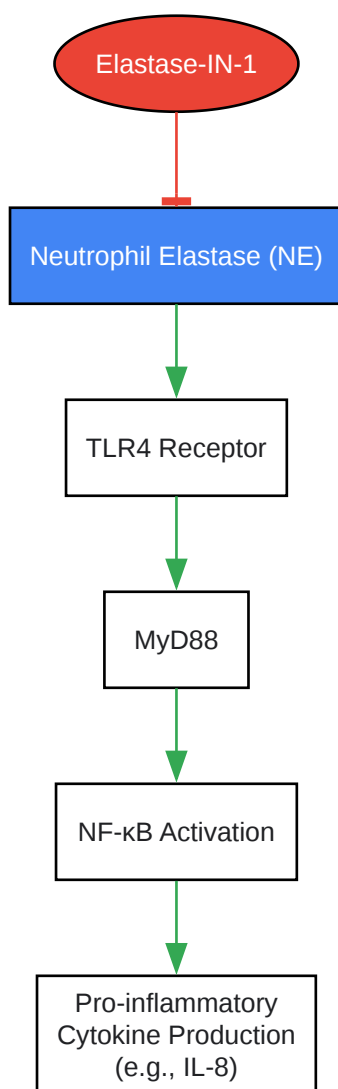 Elastase-IN-1
Neutrophil Elastase (NE)
TLR4 Receptor
MyD88
NF-κB Activation
Pro-inflammatory
Cytokine Production
(e.g., IL-8)